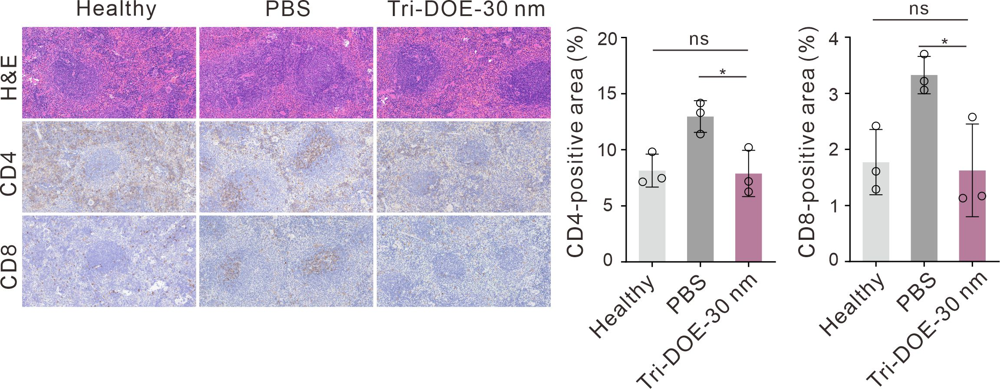 Healthy
PBS
Tri-DOE-30 nm
H&E
CD4
CD8
CD4-positive area (%)
20
15
10
5
0
ns
*
Healthy
PBS
Tri-DOE-30 nm
CD8-positive area (%)
4
3
2
1
0
ns
*
Healthy
PBS
Tri-DOE-30 nm